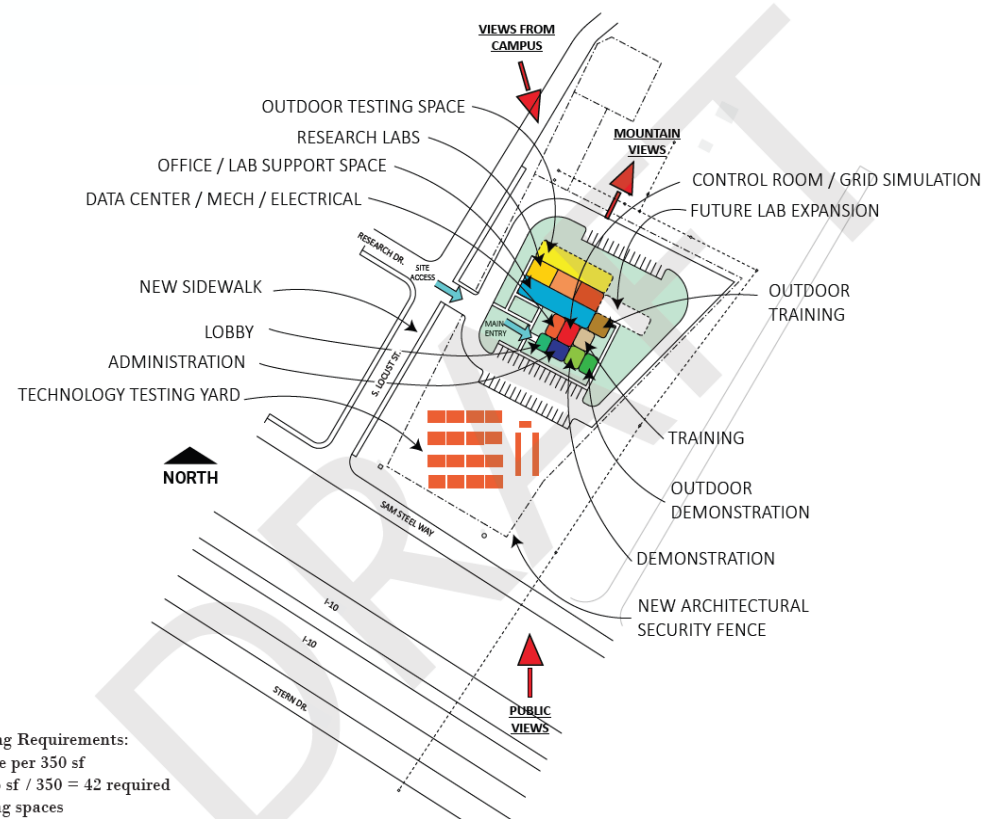 VIEWS FROM
CAMPUS
OUTDOOR TESTING SPACE
RESEARCH LABS
OFFICE / LAB SUPPORT SPACE
DATA CENTER / MECH / ELECTRICAL
MOUNTAIN
VIEWS
CONTROL ROOM / GRID SIMULATION
FUTURE LAB EXPANSION
RESEARCH DR.
SITE
ACCESS
NEW SIDEWALK
OUTDOOR
TRAINING
LOBBY
MAIN
ENTRY
ADMINISTRATION
S. LOCUST ST.
TECHNOLOGY TESTING YARD
TRAINING
NORTH
OUTDOOR
DEMONSTRATION
SAM STEEL WAY
DEMONSTRATION
NEW ARCHITECTURAL
SECURITY FENCE
I-10
I-10
STERN DR.
PUBLIC
VIEWS
ng Requirements:
e per 350 sf
sf / 350 = 42 required
ng spaces
DRAFT